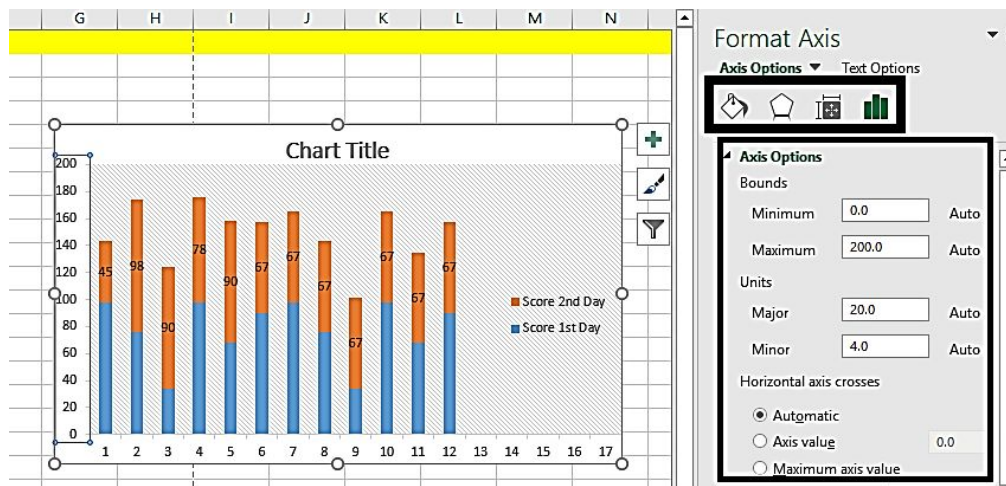 G H I J K L M N
Format Axis
Axis Options Text Options
Chart Title
200
180
160
140
120
100
80
60
40
20
0
45 98 90 78 90 67 67 67 67 67 67 67
Score 2nd Day
Score 1st Day
1 2 3 4 5 6 7 8 9 10 11 12 13 14 15 16 17
Axis Options
Bounds
Minimum 0.0 Auto
Maximum 200.0 Auto
Units
Major 20.0 Auto
Minor 4.0 Auto
Horizontal axis crosses
Automatic
Axis value 0.0
Maximum axis value